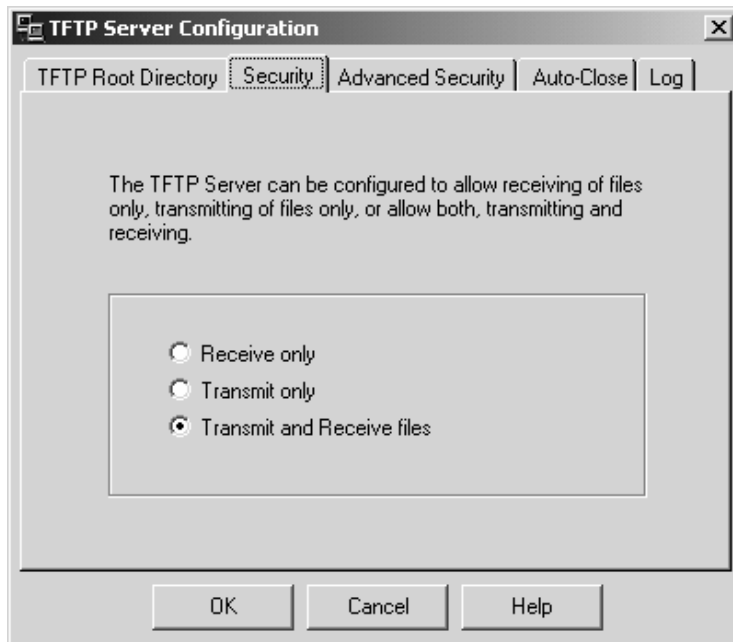 TFTP Server Configuration
TFTP Root Directory Security Advanced Security Auto-Close Log
The TFTP Server can be configured to allow receiving of files
only, transmitting of files only, or allow both, transmitting and
receiving.
Receive only
Transmit only
Transmit and Receive files
OK Cancel Help